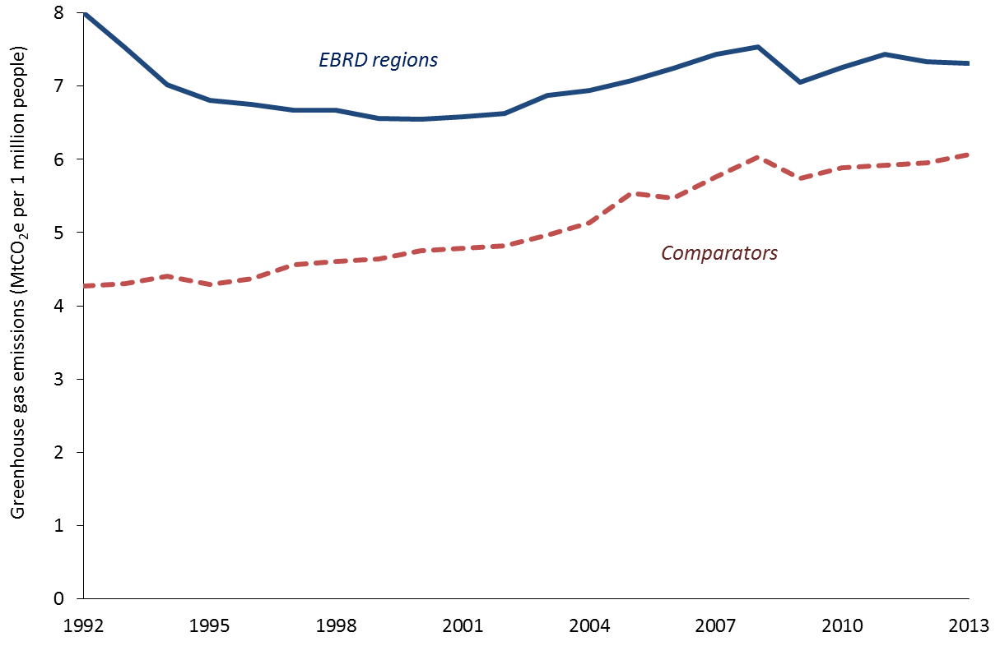 Greenhouse gas emissions (MtCO₂e per 1 million people)
8
7
6
5
4
3
2
1
0
EBRD regions
Comparators
1992 1995 1998 2001 2004 2007 2010 2013